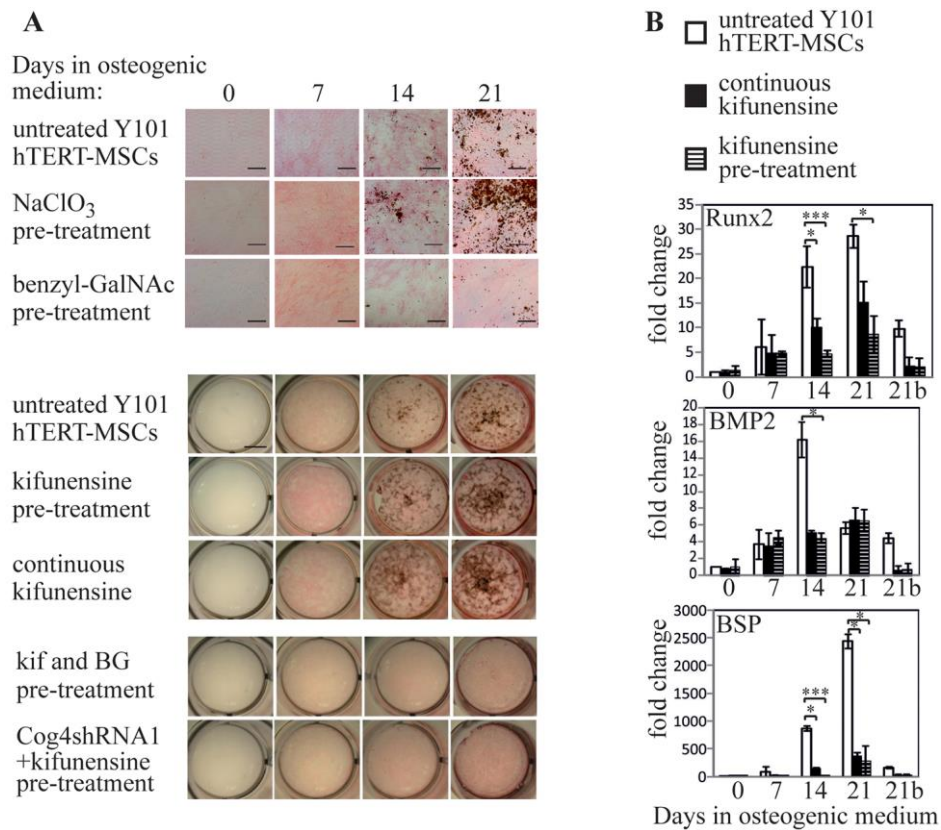 A
Days in osteogenic
medium:
0 7 14 21
untreated Y101
hTERT-MSCs
NaClO3
pre-treatment
benzyl-GalNAc
pre-treatment
untreated Y101
hTERT-MSCs
kifunensine
pre-treatment
continuous
kifunensine
kif and BG
pre-treatment
Cog4shRNA1
+kifunensine
pre-treatment
B
untreated Y101
hTERT-MSCs
continuous
kifunensine
kifunensine
pre-treatment
Runx2
fold change
35
30
25
20
15
10
5
0
***
*
*
0 7 14 21 21b
BMP2
fold change
20
18
16
14
12
10
8
6
4
2
0
*
0 7 14 21 21b
BSP
fold change
3000
2500
2000
1500
1000
500
0
***
*
*
*
0 7 14 21 21b
Days in osteogenic medium